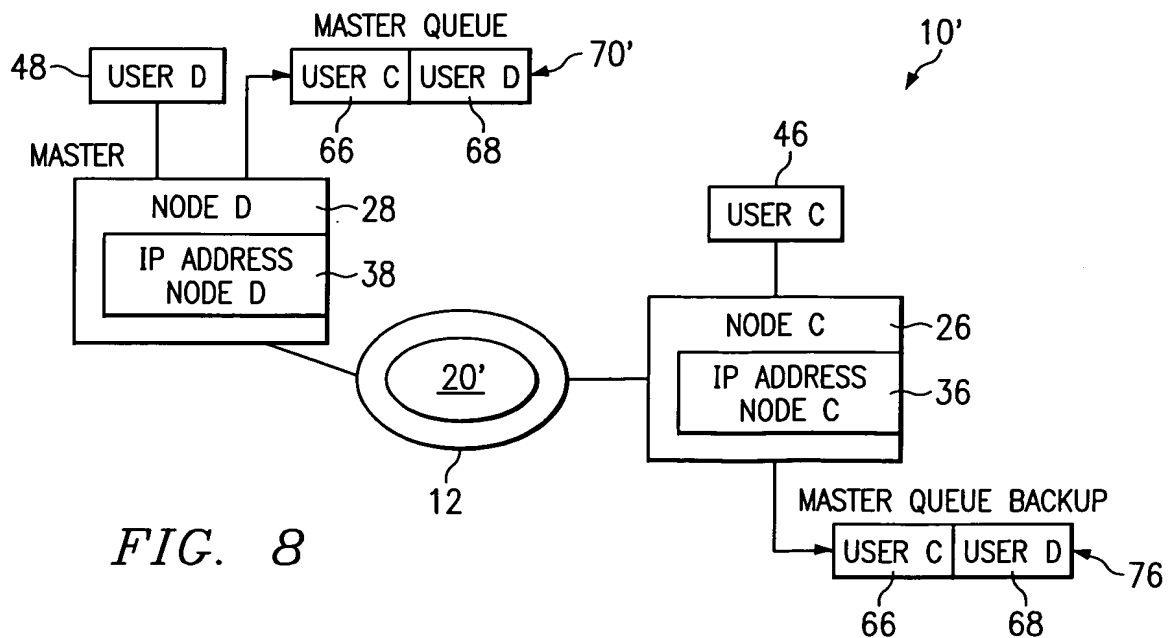 MASTER QUEUE
10'
48
USER D
USER C
USER D
70'
66
68
MASTER
46
NODE D
28
USER C
IP ADDRESS
NODE D
38
NODE C
26
20'
IP ADDRESS
NODE C
36
12
MASTER QUEUE BACKUP
FIG. 8
USER C
USER D
76
66
68